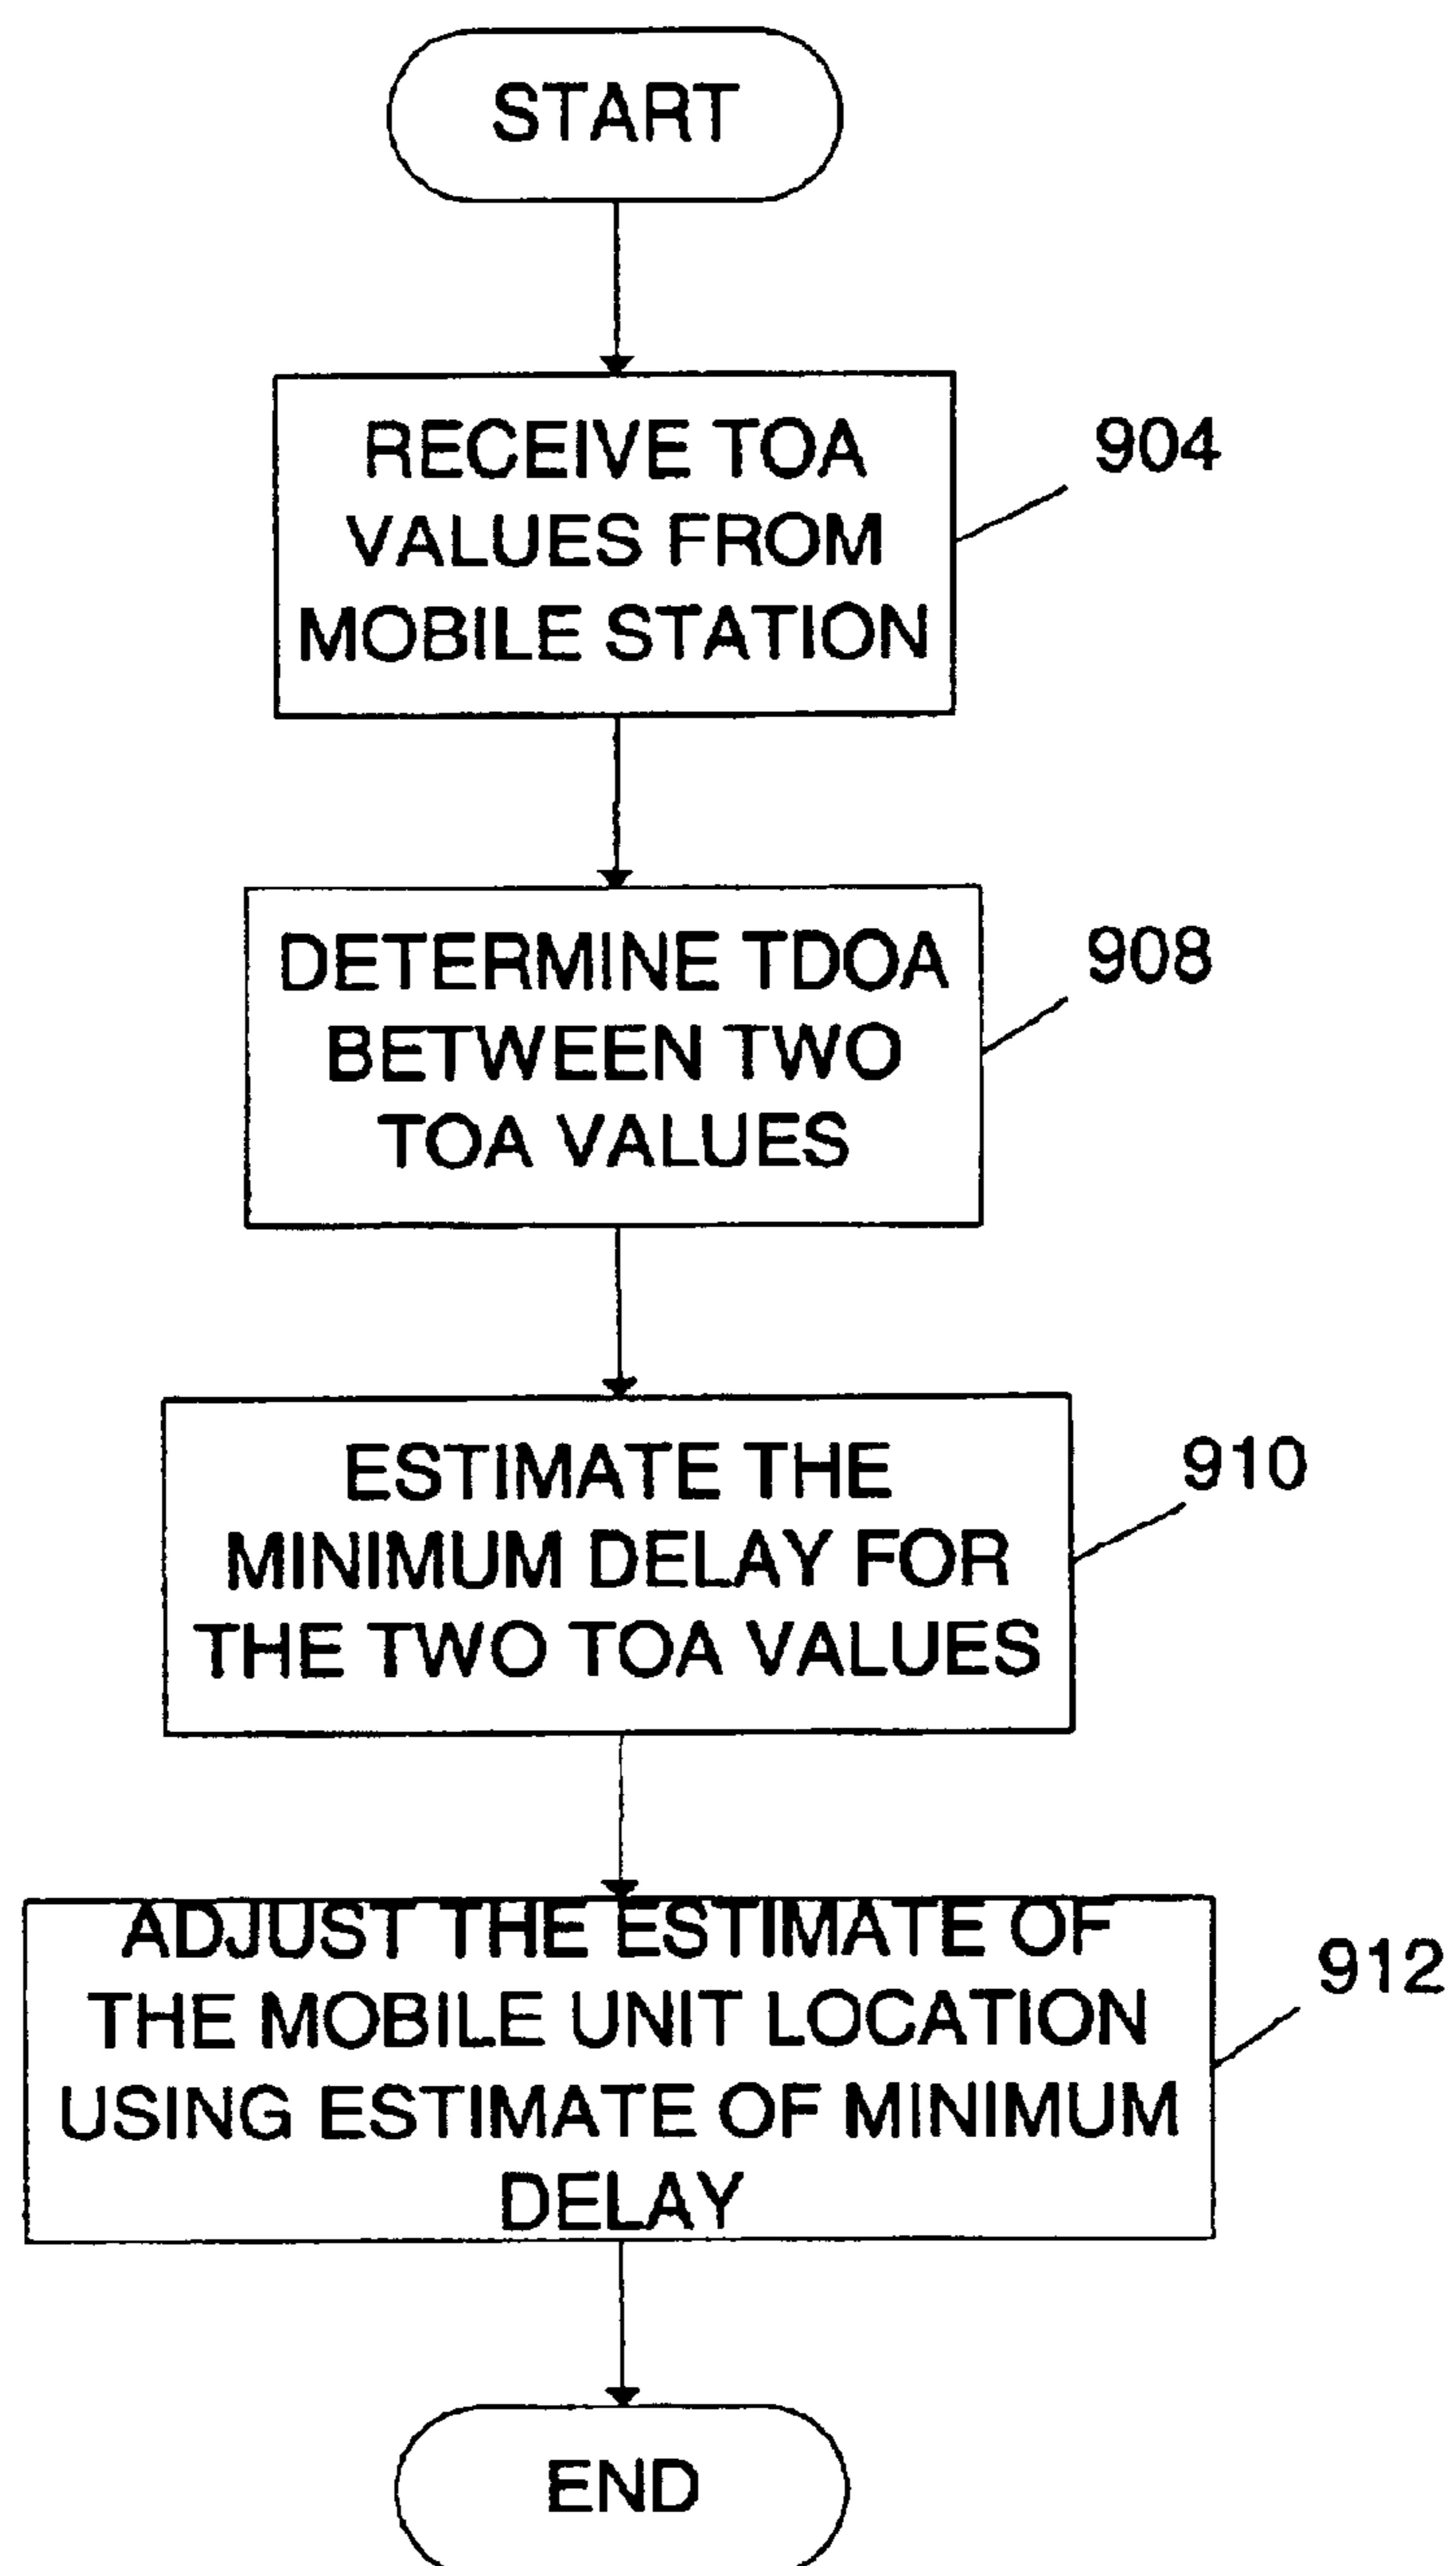 START
RECEIVE TOA
VALUES FROM
MOBILE STATION
904
DETERMINE TDOA
BETWEEN TWO
TOA VALUES
908
ESTIMATE THE
MINIMUM DELAY FOR
THE TWO TOA VALUES
910
ADJUST THE ESTIMATE OF
THE MOBILE UNIT LOCATION
USING ESTIMATE OF MINIMUM
DELAY
912
END